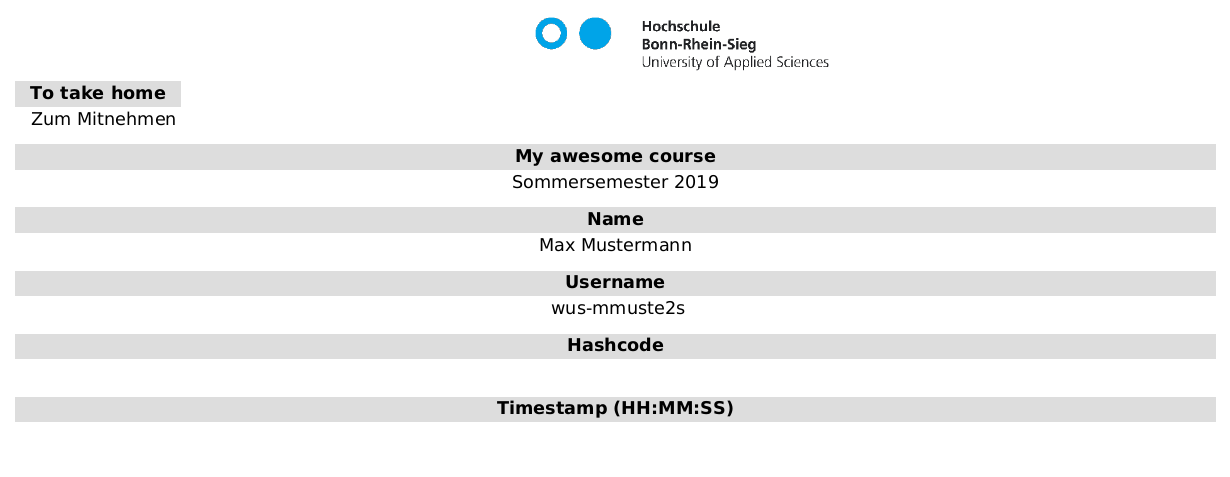 Hochschule
Bonn-Rhein-Sieg
University of Applied Sciences
To take home
Zum Mitnehmen
My awesome course
Sommersemester 2019
Name
Max Mustermann
Username
wus-mmuste2s
Hashcode
Timestamp (HH:MM:SS)